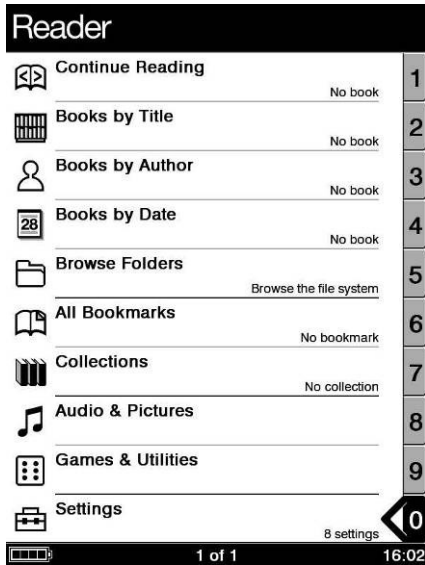 Reader
Continue Reading
No book
1
Books by Title
No book
2
Books by Author
No book
3
28
Books by Date
No book
4
Browse Folders
Browse the file system
5
All Bookmarks
No bookmark
6
Collections
No collection
7
Audio & Pictures
8
Games & Utilities
9
Settings
8 settings
0
1 of 1
16:02